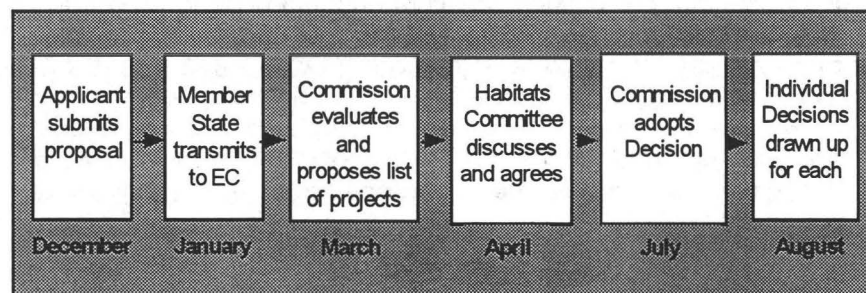 Applicant
submits
proposal
Member
State
transmits
to EC
Commission
evaluates
and
proposes list
of projects
Habitats
Committee
discusses
and agrees
Commission
adopts
Decision
Individual
Decisions
drawn up
for each
December
January
March
April
July
August